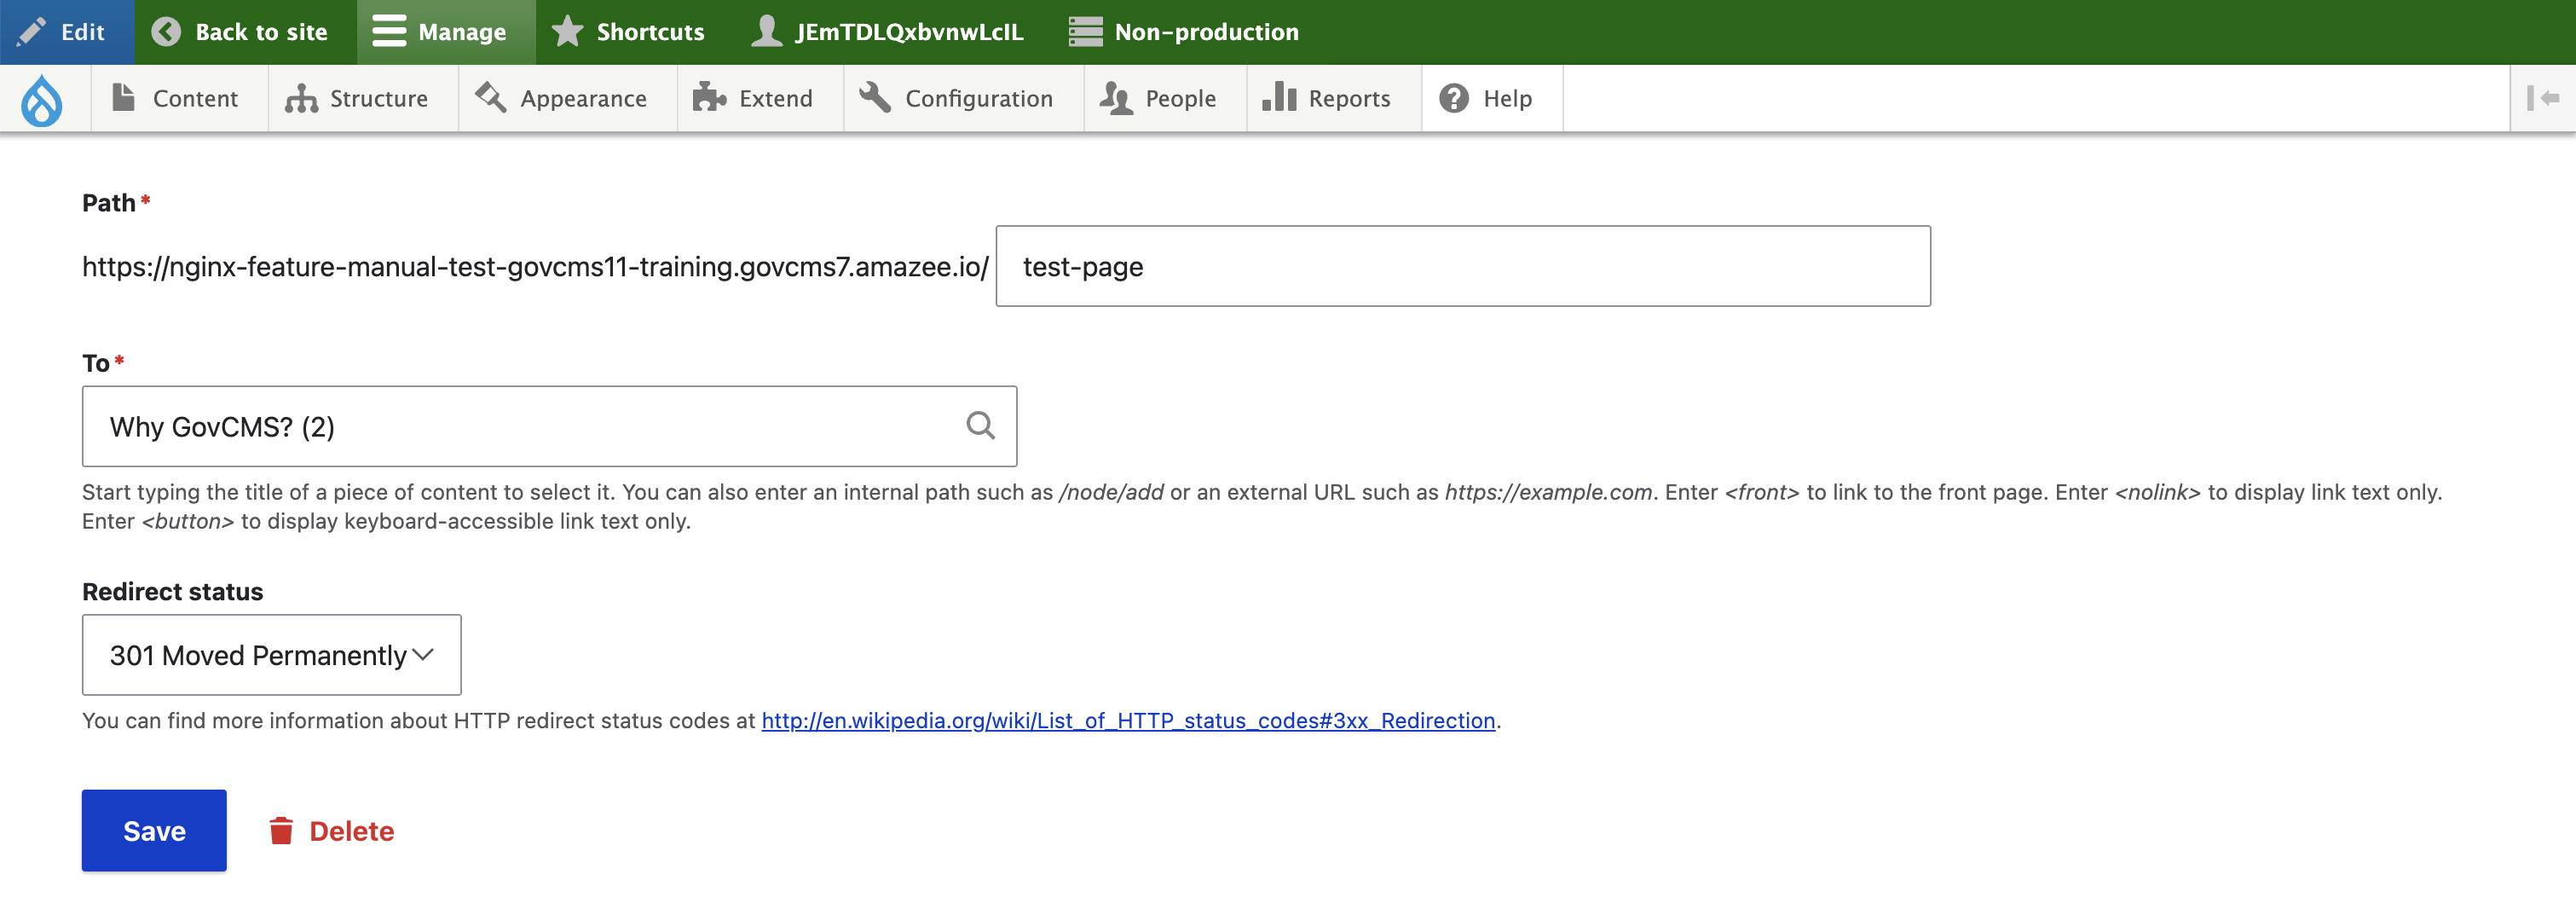 Edit Back to site Manage Shortcuts JEmTDLQxbvnwLcIL Non-production
Content Structure Appearance Extend Configuration People Reports Help
Path*
https://nginx-feature-manual-test-govcms11-training.govcms7.amazee.io/ test-page
To*
Why GovCMS? (2)
Start typing the title of a piece of content to select it. You can also enter an internal path such as /node/add or an external URL such as https://example.com. Enter <front> to link to the front page. Enter <nolink> to display link text only.
Enter <button> to display keyboard-accessible link text only.
Redirect status
301 Moved Permanently
You can find more information about HTTP redirect status codes at http://en.wikipedia.org/wiki/List_of_HTTP_status_codes#3xx_Redirection.
Save Delete